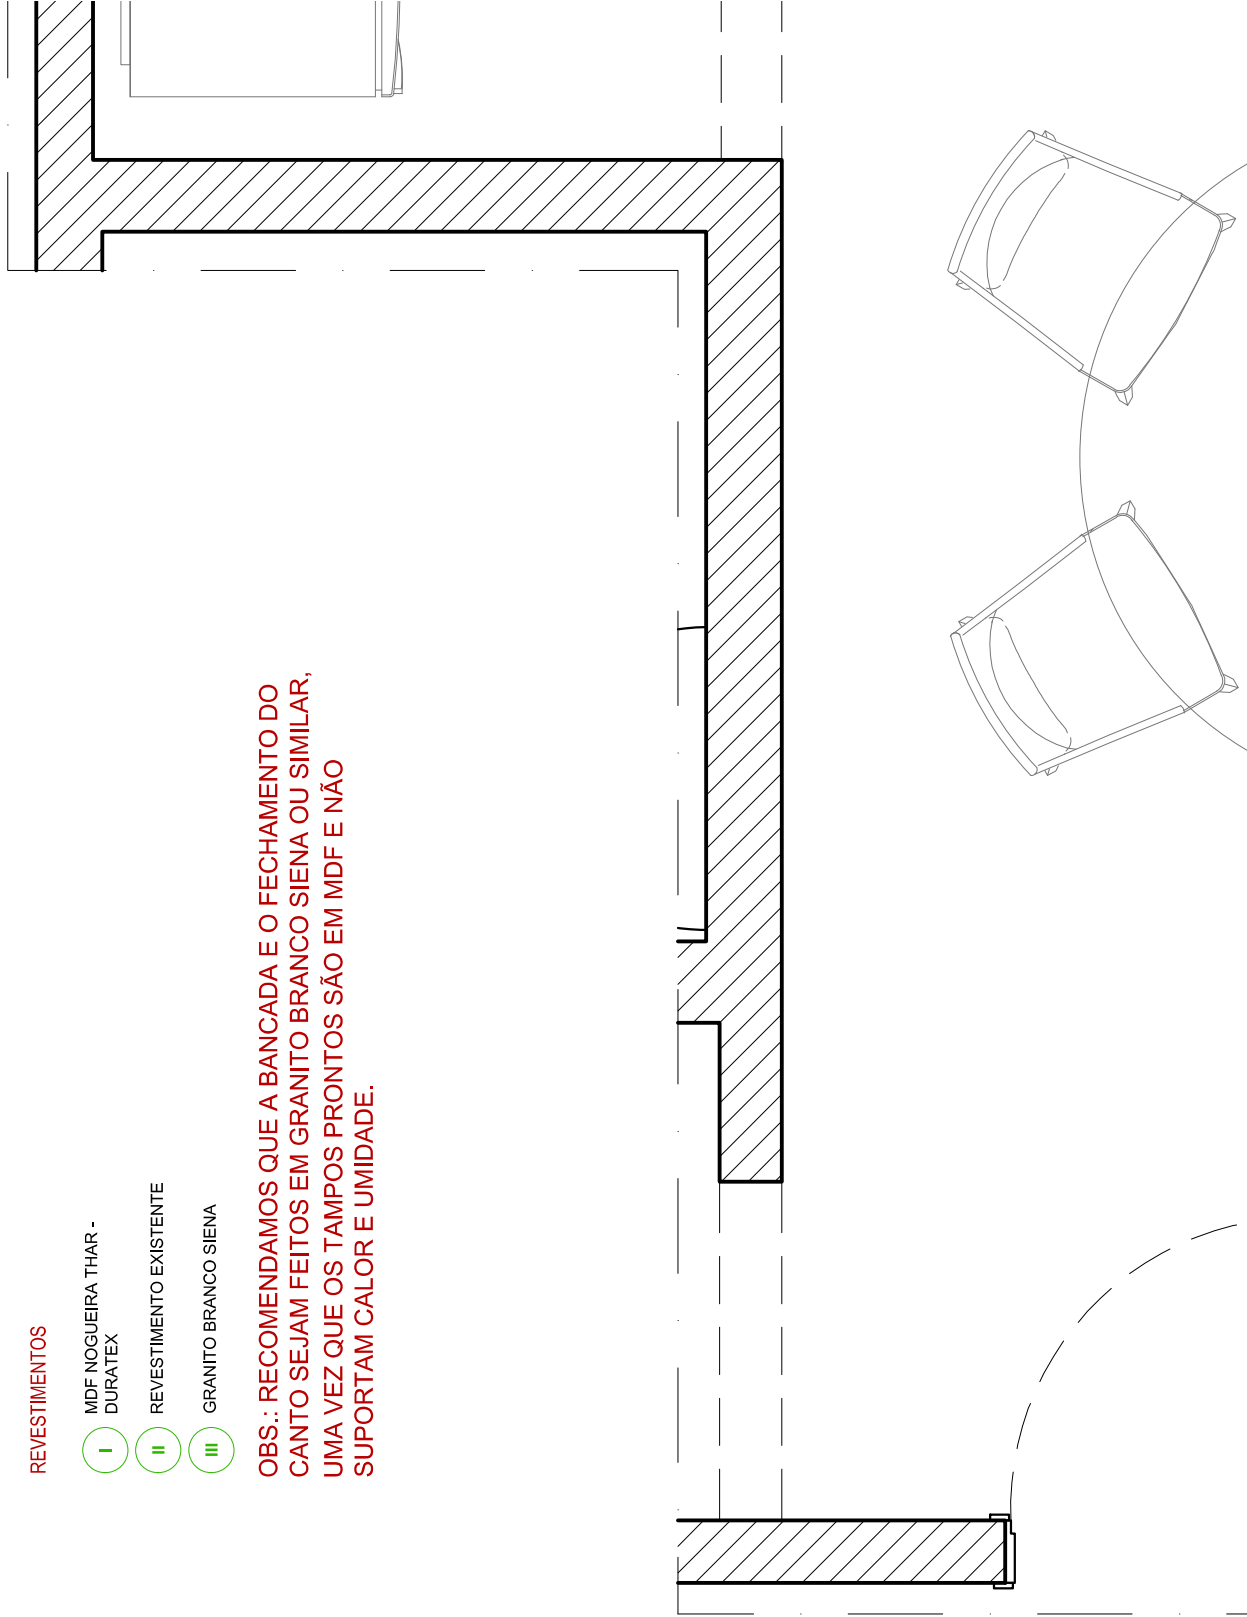 REVESTIMENTOS
I
MDF NOGUEIRA THAR -
DURATEX
II
REVESTIMENTO EXISTENTE
III
GRANITO BRANCO SIENA
OBS.: RECOMENDAMOS QUE A BANCADA E O FECHAMENTO DO
CANTO SEJAM FEITOS EM GRANITO BRANCO SIENA OU SIMILAR,
UMA VEZ QUE OS TAMPOS PRONTOS SÃO EM MDF E NÃO
SUPORTAM CALOR E UMIDADE.